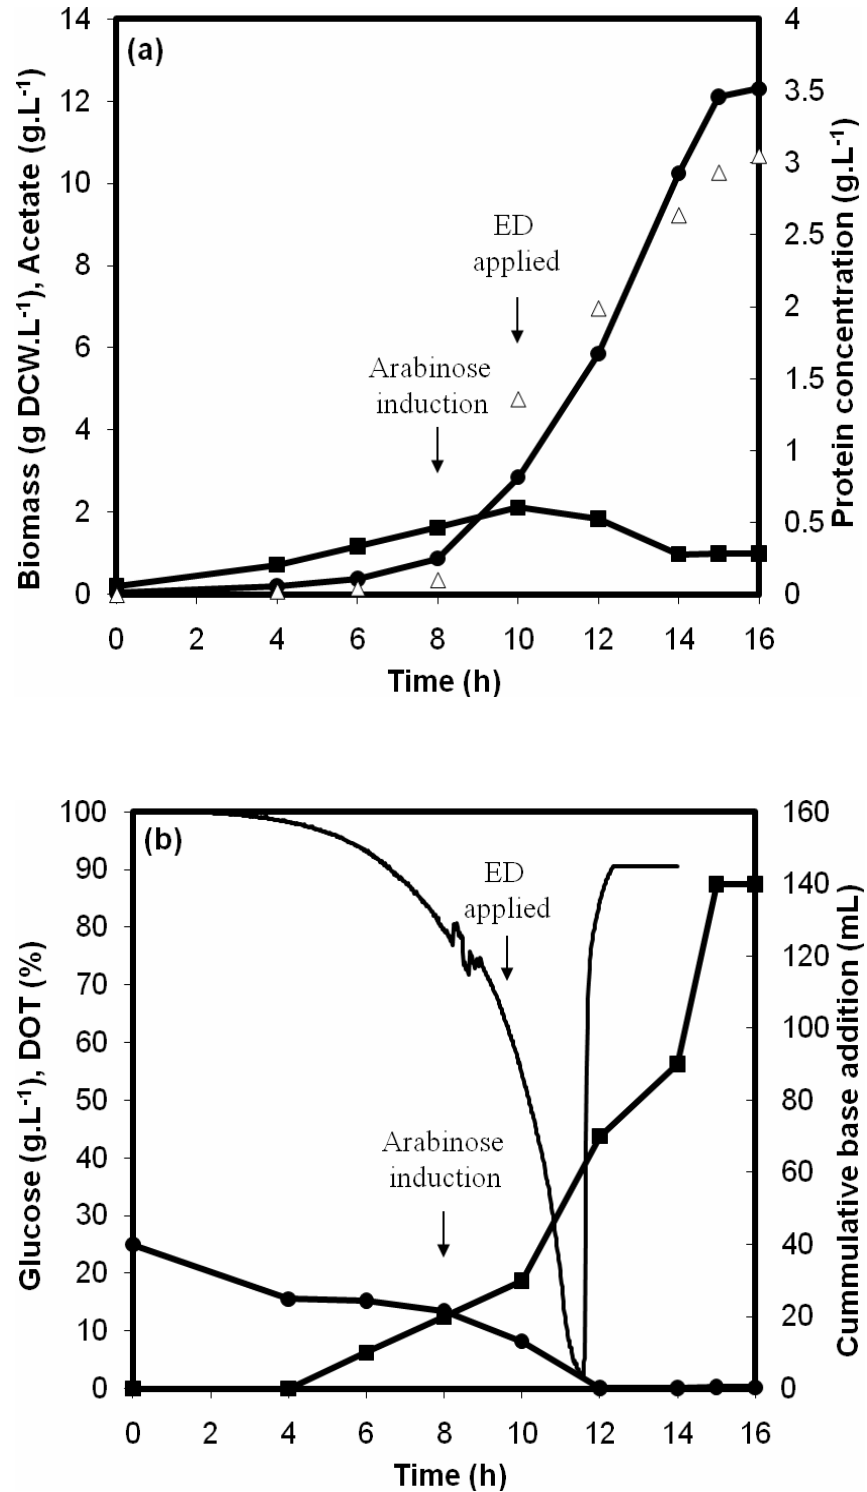 (a)
Biomass (g DCW.L-1), Acetate (g.L-1)
14
12
10
8
6
4
2
0
ED
applied
Arabinose
induction
4
3.5
3
2.5
2
1.5
1
0.5
0
Protein concentration (g.L-1)
0 2 4 6 8 10 12 14 16
Time (h)
(b)
Glucose (g.L-1), DOT (%)
100
90
80
70
60
50
40
30
20
10
0
ED
applied
Arabinose
induction
160
140
120
100
80
60
40
20
0
Cummulative base addition (mL)
0 2 4 6 8 10 12 14 16
Time (h)